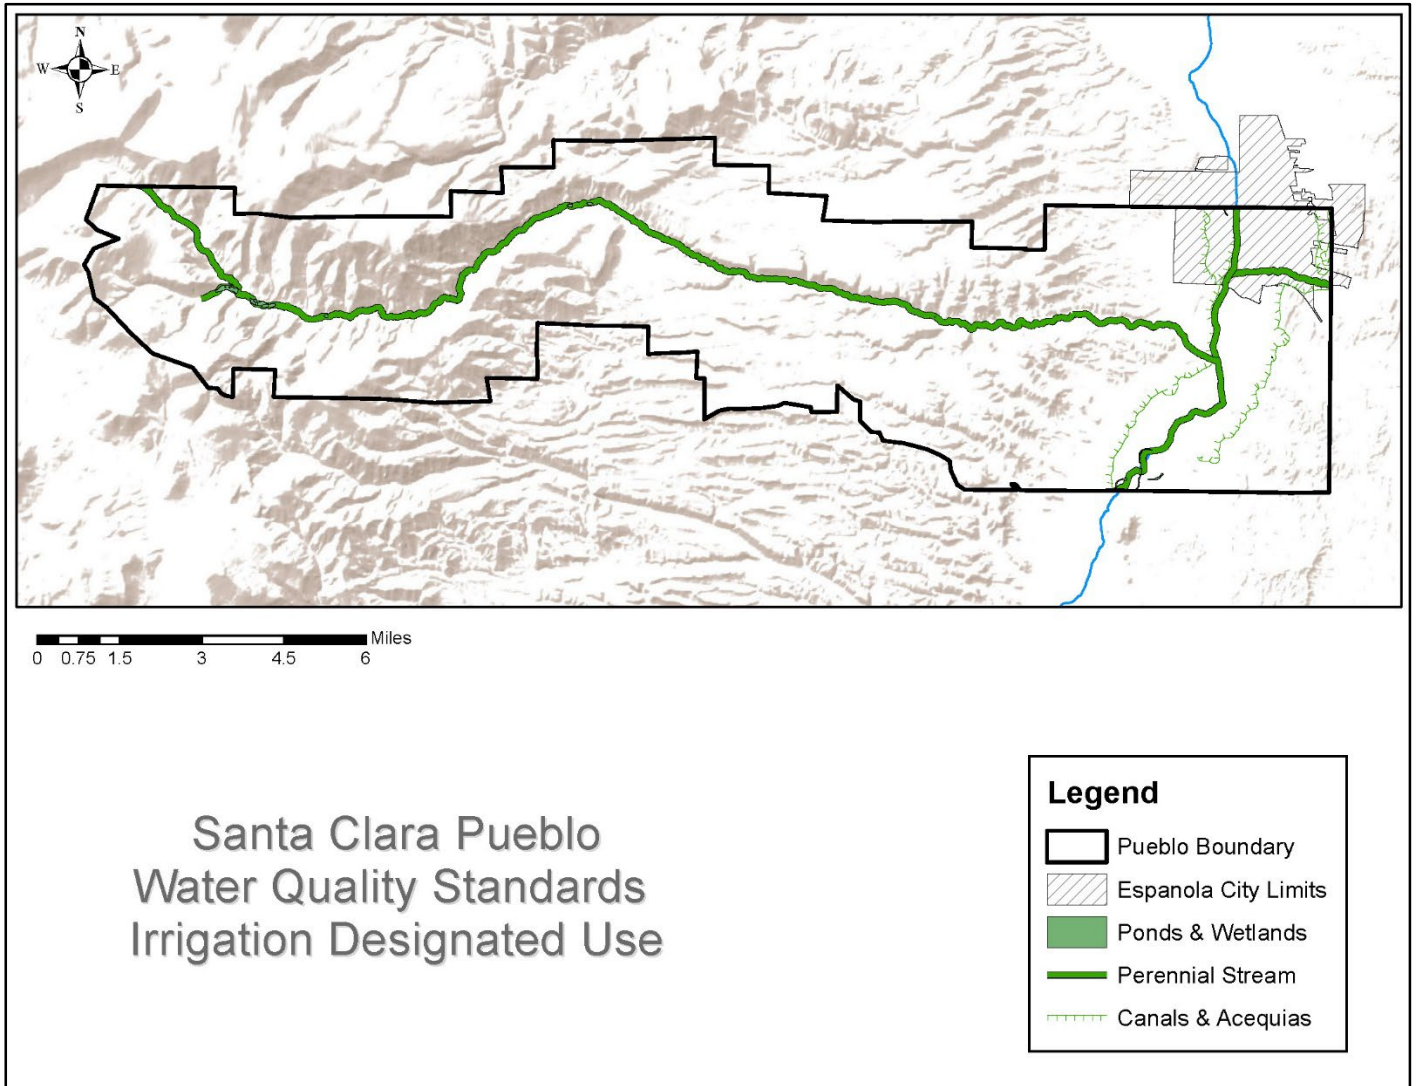 N
W E
S
Miles
0 0.75 1.5 3 4.5 6
Santa Clara Pueblo
Water Quality Standards
Irrigation Designated Use
Legend
Pueblo Boundary
Espanola City Limits
Ponds & Wetlands
Perennial Stream
Canals & Acequias